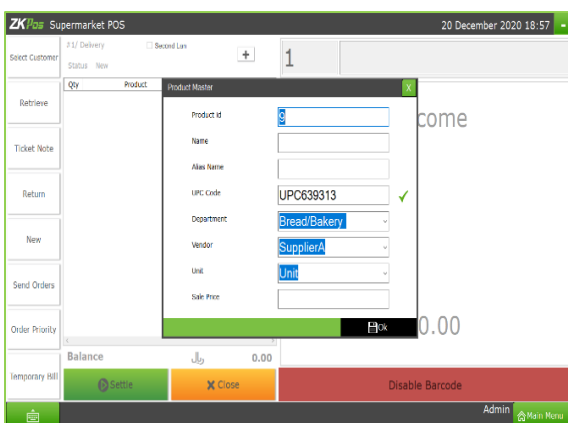 ZKPos Supermarket POS 20 December 2020 18:57 -
Select Customer
#1/ Delivery Second Lan +
Status New
1
Qty Product
Product Master X
Retrieve
Product Id 9
come
Name
Ticket Note
Alias Name
Return
UPC Code UPC639313
Department Bread/Bakery
New
Vendor SupplierA
Unit Unit
Send Orders
Sale Price
Order Priority
Ok
0.00
Balance 0.00
Temporary Bill
Settle
X Close
Disable Barcode
Admin
Main Menu